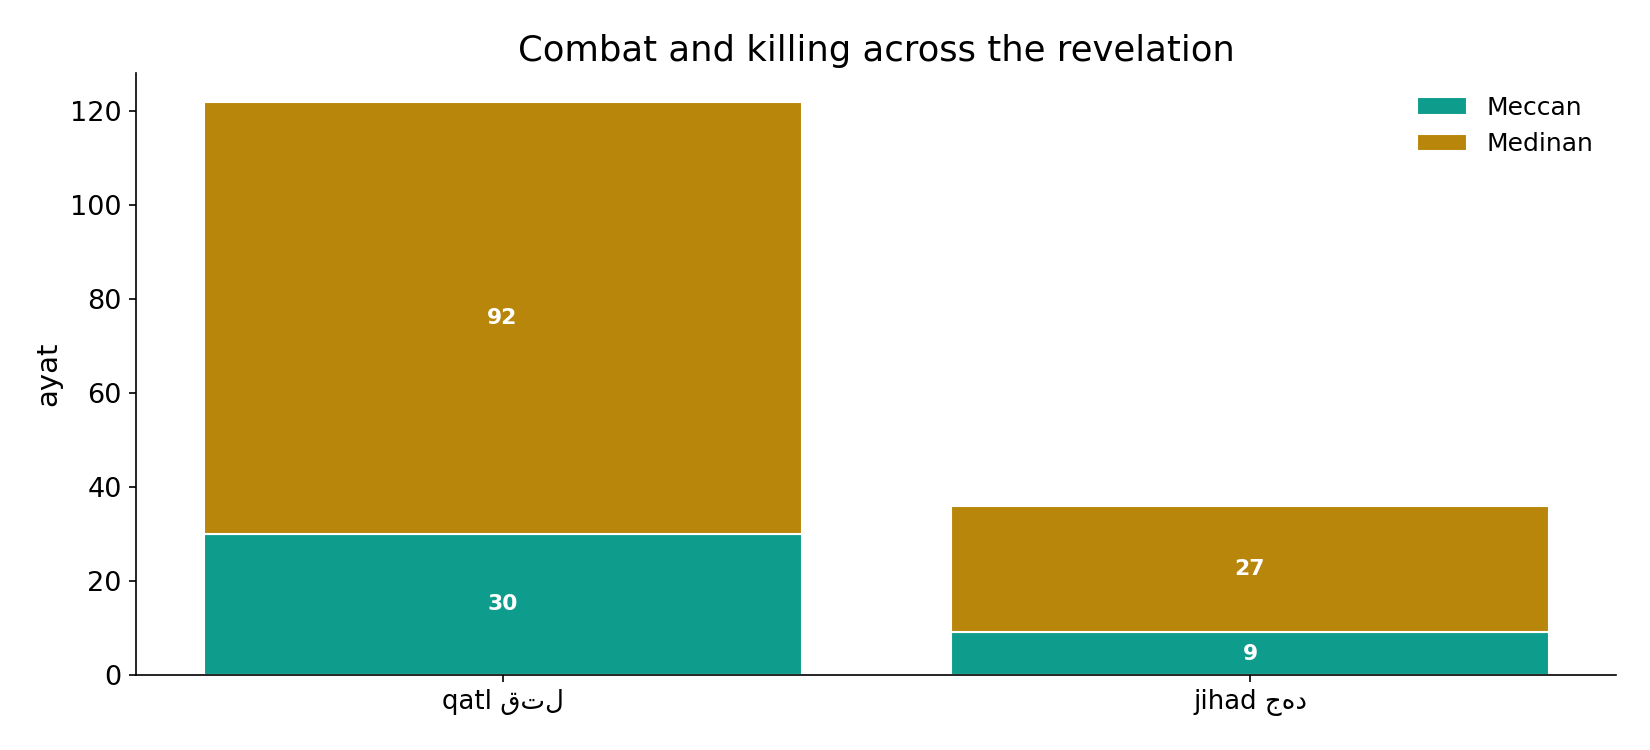 Combat and killing across the revelation
Meccan
Medinan
ayat
120
100
80
60
40
20
0
92
30
27
9
qatl قتل
jihad جهد